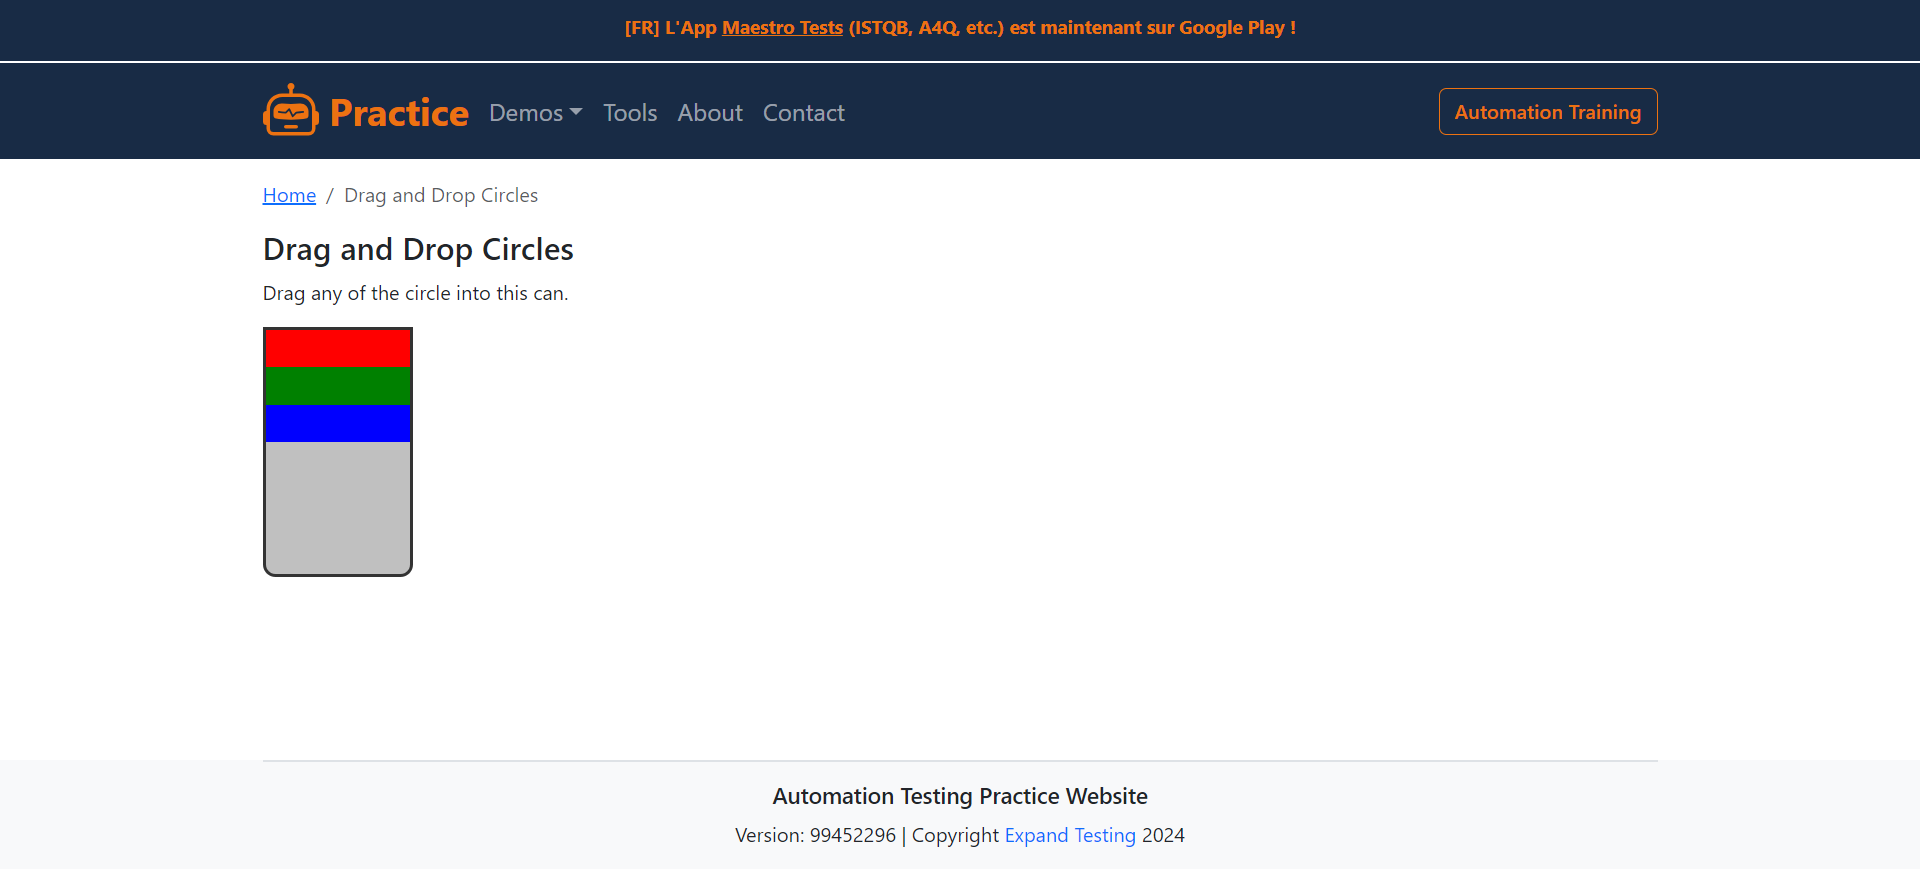 [FR] L'App Maestro Tests (ISTQB, A4Q, etc.) est maintenant sur Google Play !
Practice Demos Tools About Contact Automation Training
Home / Drag and Drop Circles
Drag and Drop Circles
Drag any of the circle into this can.
Automation Testing Practice Website
Version: 99452296 | Copyright Expand Testing 2024